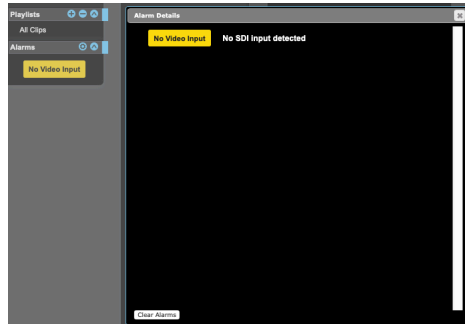 Playlists
All Clips
Alarms
No Video Input
Alarm Details
No Video Input No SDI input detected
Clear Alarms